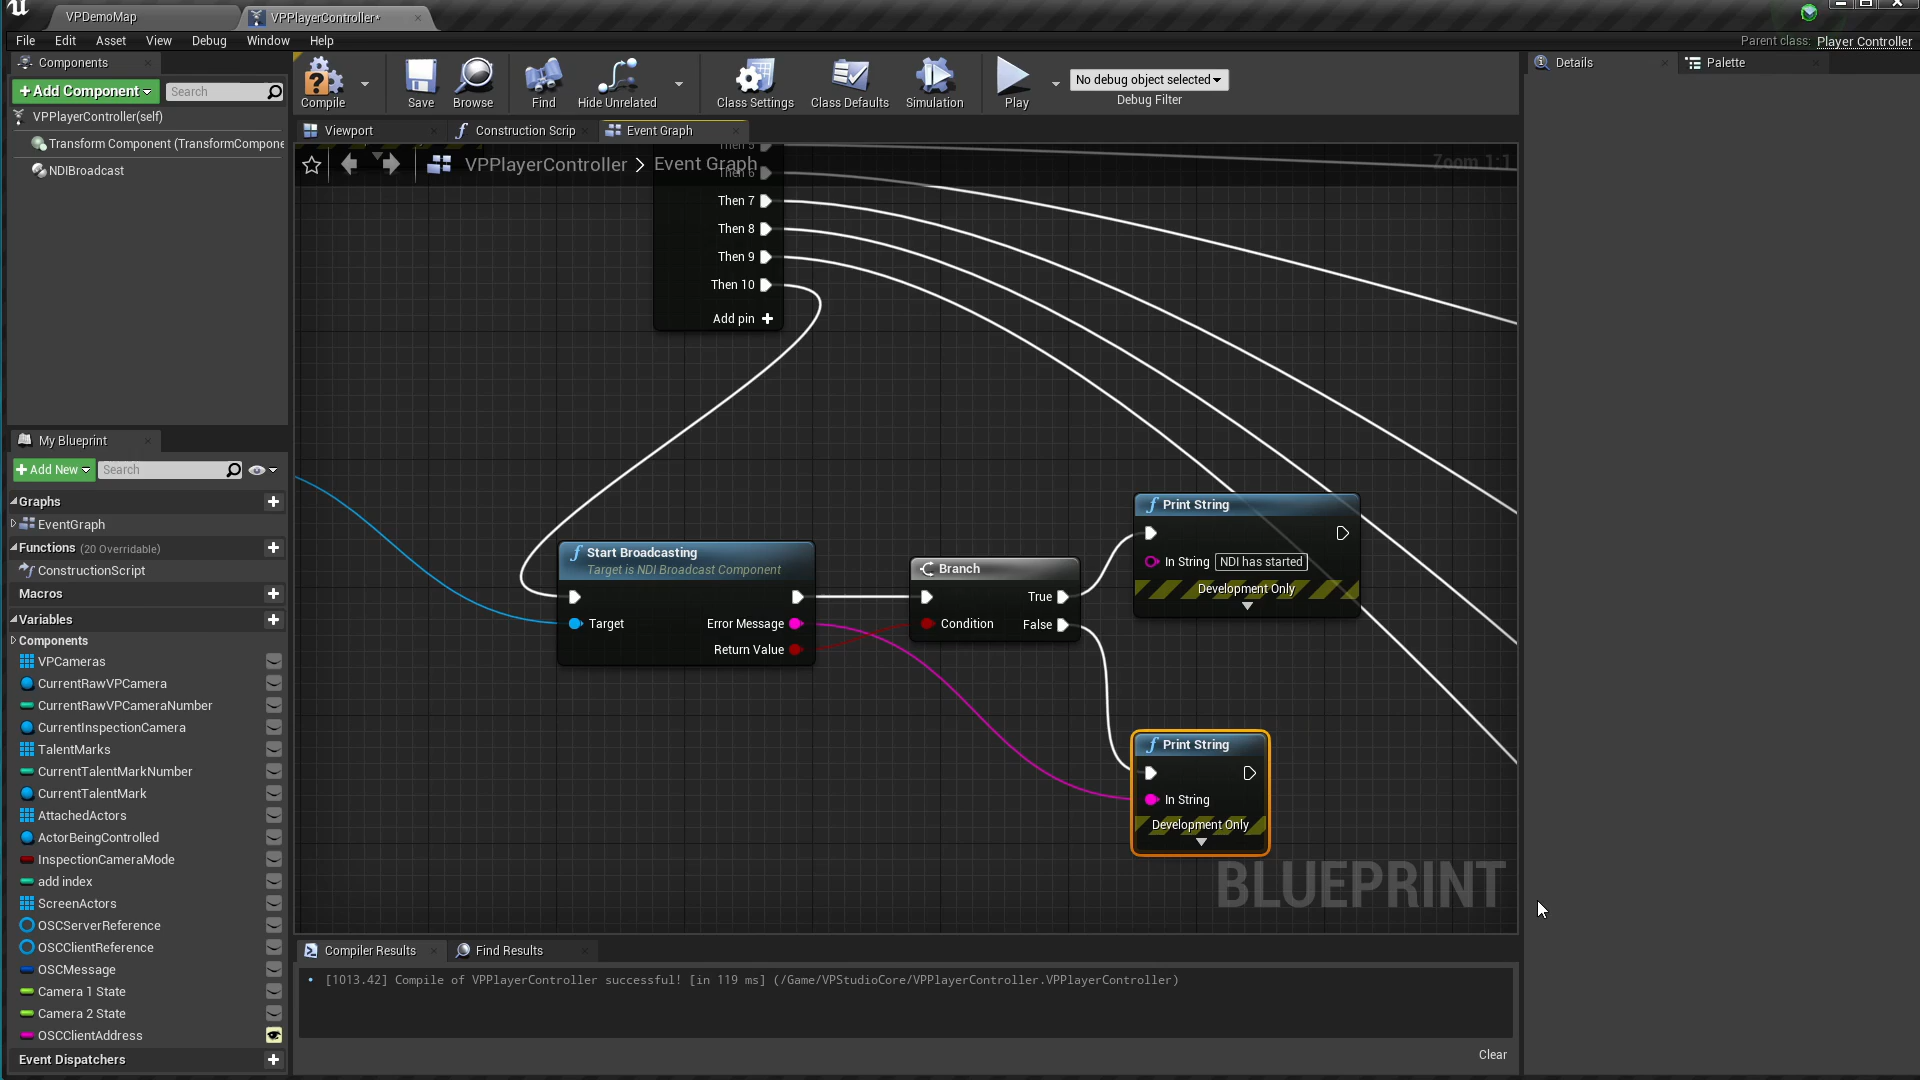 VPDemoMap
VPPlayerController*
File Edit Asset View Debug Window Help
Parent class: Player Controller
Components
+Add Component
Search
VPPlayerController(self)
Transform Component (TransformCompone
NDIBroadcast
Compile
Save
Browse
Find
Hide Unrelated
Class Settings
Class Defaults
Simulation
Play
No debug object selected
Debug Filter
Details
Palette
Viewport
Construction Scrip
Event Graph
VPPlayerController > Event Graph
Zoom 1:1
Then 5
Then 6
Then 7
Then 8
Then 9
Then 10
Add pin +
Start Broadcasting
Target is NDI Broadcast Component
Target
Error Message
Return Value
Branch
True
Condition
False
Print String
In String NDI has started
Development Only
Print String
In String
Development Only
BLUEPRINT
My Blueprint
+Add New
Search
Graphs
EventGraph
Functions (20 Overridable)
ConstructionScript
Macros
Variables
Components
VPCameras
CurrentRawVPCamera
CurrentRawVPCameraNumber
CurrentInspectionCamera
TalentMarks
CurrentTalentMarkNumber
CurrentTalentMark
AttachedActors
ActorBeingControlled
InspectionCameraMode
add index
ScreenActors
OSCServerReference
OSCClientReference
OSCMessage
Camera 1 State
Camera 2 State
OSCClientAddress
Event Dispatchers
Compiler Results
Find Results
[1013.42] Compile of VPPlayerController successful! [in 119 ms] (/Game/VPStudioCore/VPPlayerController.VPPlayerController)
Clear